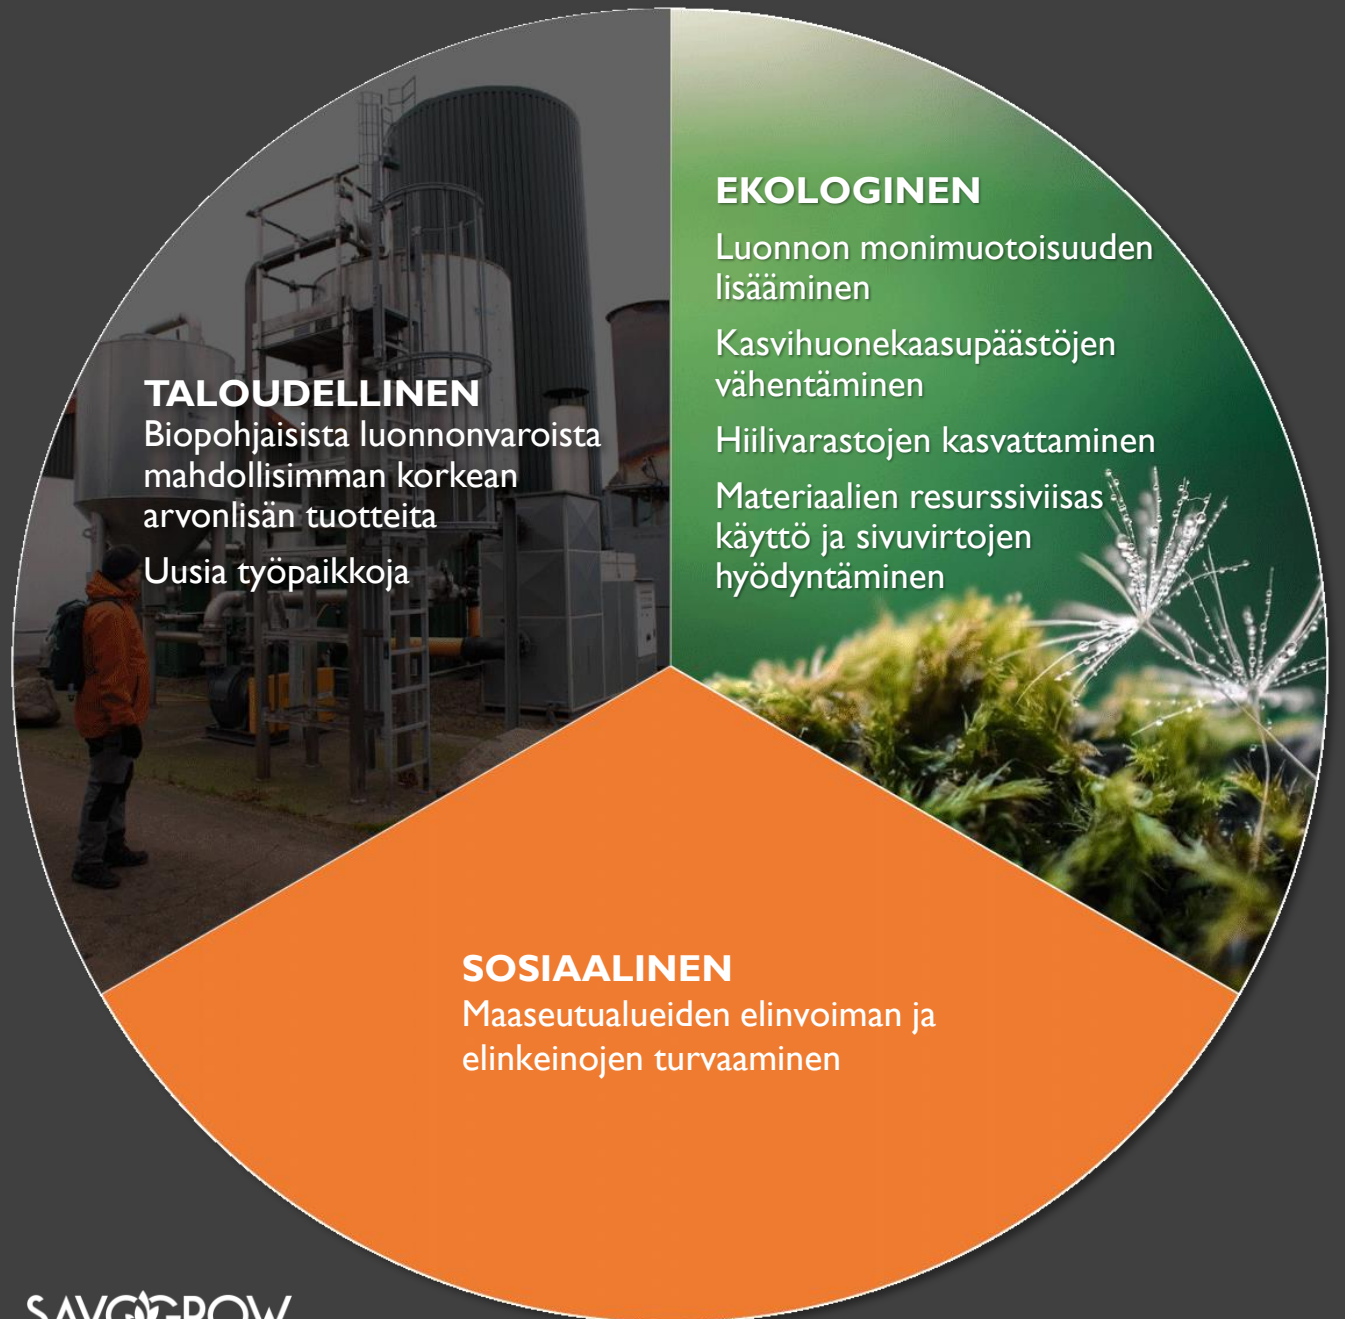 EKOLOGINEN
Luonnon monimuotoisuuden
lisääminen
Kasvihuonekaasupäästöjen
vähentäminen
Hiilivarastojen kasvattaminen
Materiaalien resurssiviisas
käyttö ja sivuvirtojen
hyödyntäminen
TALOUDELLINEN
Biopohjaisista luonnonvaroista
mahdollisimman korkean
arvonlisän tuotteita
Uusia työpaikkoja
SOSIAALINEN
Maaseutualueiden elinvoiman ja
elinkeinojen turvaaminen
SAVOGROW